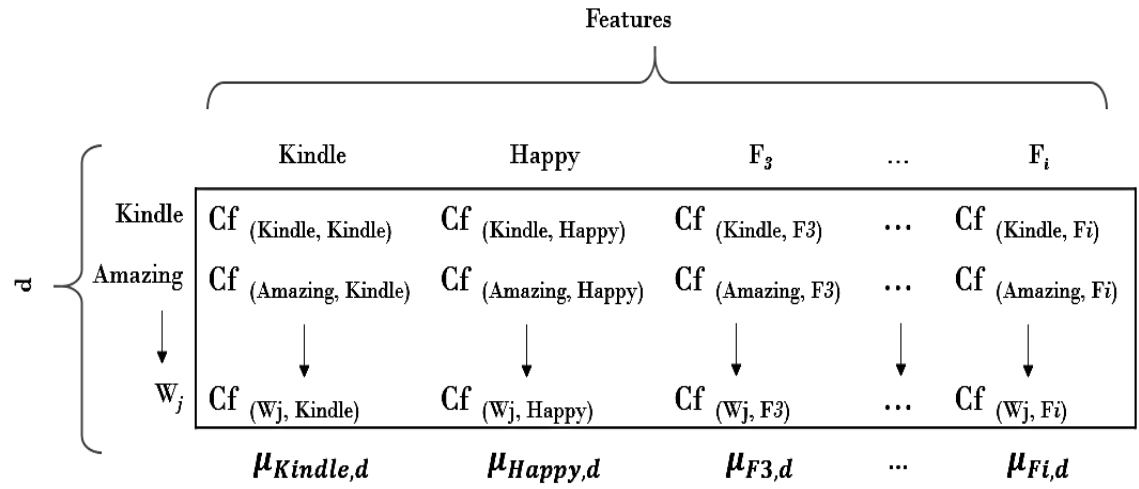 Features
Kindle Happy F3 ... Fi
Kindle Cf (Kindle, Kindle) Cf (Kindle, Happy) Cf (Kindle, F3) ... Cf (Kindle, Fi)
d
Amazing Cf (Amazing, Kindle) Cf (Amazing, Happy) Cf (Amazing, F3) ... Cf (Amazing, Fi)
Wj Cf (Wj, Kindle) Cf (Wj, Happy) Cf (Wj, F3) ... Cf (Wj, Fi)
μKindle,d μHappy,d μF3,d ... μFi,d